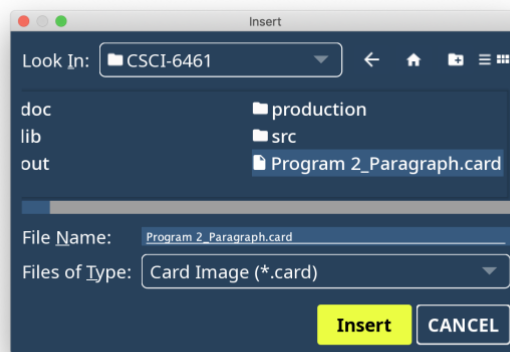 Insert
Look In: CSCI-6461
doc production
lib src
out Program 2_Paragraph.card
File Name: Program 2_Paragraph.card
Files of Type: Card Image (*.card)
Insert CANCEL